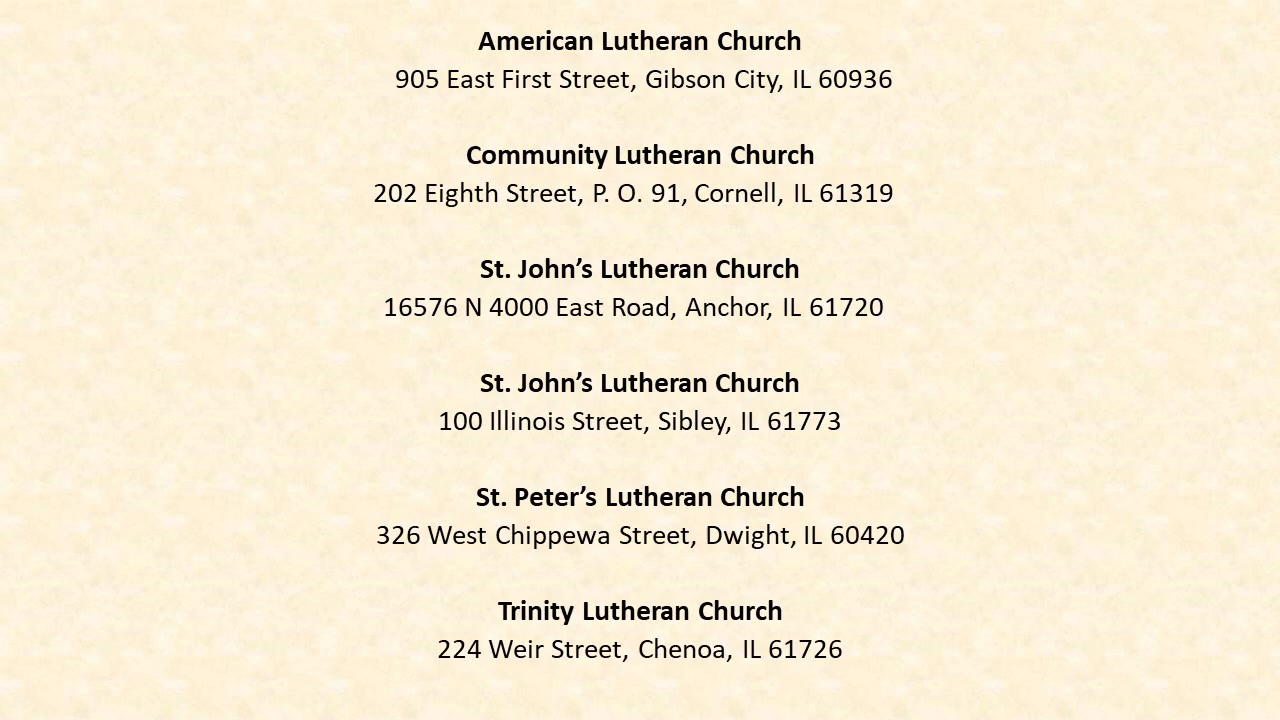 American Lutheran Church
905 East First Street, Gibson City, IL 60936
Community Lutheran Church
202 Eighth Street, P. O. 91, Cornell, IL 61319
St. John’s Lutheran Church
16576 N 4000 East Road, Anchor, IL 61720
St. John’s Lutheran Church
100 Illinois Street, Sibley, IL 61773
St. Peter’s Lutheran Church
326 West Chippewa Street, Dwight, IL 60420
Trinity Lutheran Church
224 Weir Street, Chenoa, IL 61726